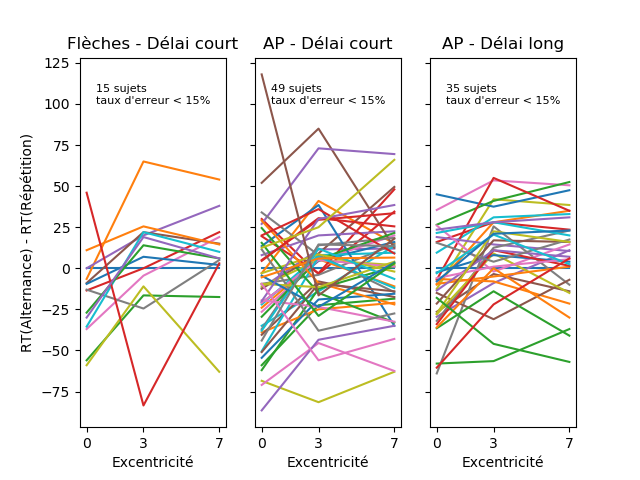 Flèches - Délai court
AP - Délai court
AP - Délai long
RT(Alternance) - RT(Répétition)
125
100
75
50
25
0
−25
−50
−75
15 sujets
taux d'erreur < 15%
49 sujets
taux d'erreur < 15%
35 sujets
taux d'erreur < 15%
0 3 7
0 3 7
0 3 7
Excentricité
Excentricité
Excentricité